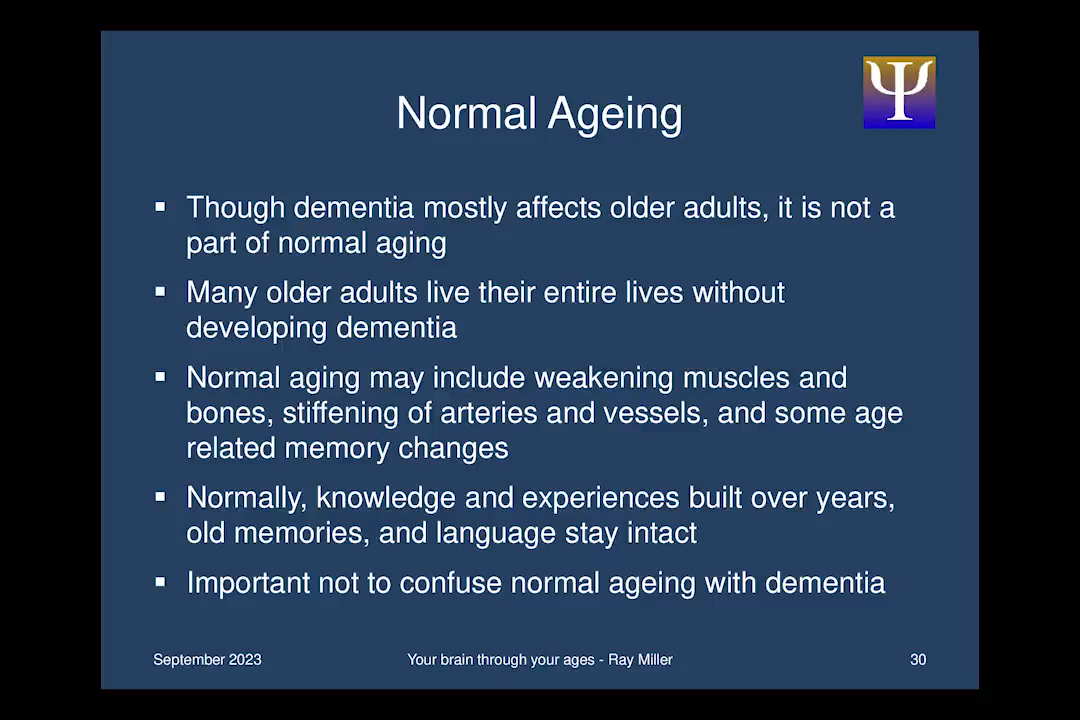 Normal Ageing
Ψ
▪ Though dementia mostly affects older adults, it is not a
part of normal aging
▪ Many older adults live their entire lives without
developing dementia
▪ Normal aging may include weakening muscles and
bones, stiffening of arteries and vessels, and some age
related memory changes
▪ Normally, knowledge and experiences built over years,
old memories, and language stay intact
▪ Important not to confuse normal ageing with dementia
September 2023 Your brain through your ages - Ray Miller 30